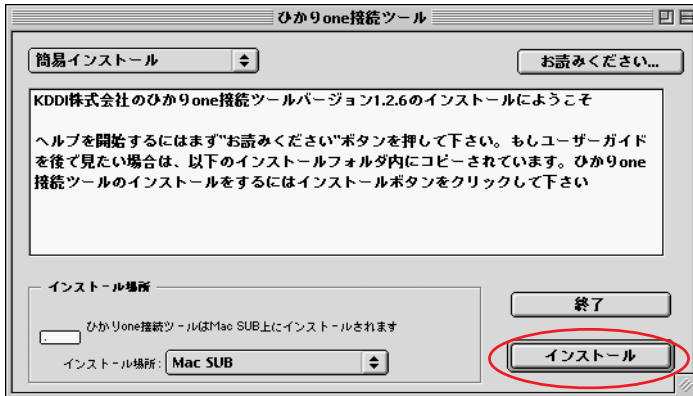 ひかりone接続ツール
簡易インストール
お読みください...
KDDI株式会社のひかりone接続ツールバージョン1.2.6のインストールにようこそ
ヘルプを開始するにはまず"お読みください"ボタンを押して下さい。もしユーザーガイド
を後で見たい場合は、以下のインストールフォルダ内にコピーされています。ひかりone
接続ツールのインストールをするにはインストールボタンをクリックして下さい
インストール場所
ひかりone接続ツールはMac SUB上にインストールされます
インストール場所: Mac SUB
終了
インストール